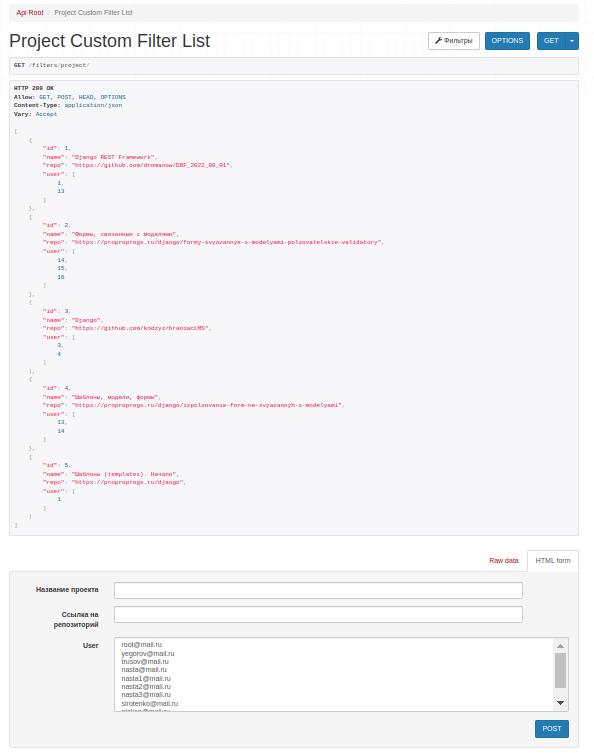 Api Root / Project Custom Filter List
Project Custom Filter List
Фильтры
OPTIONS
GET
GET /filters/project/
HTTP 200 OK
Allow: GET, POST, HEAD, OPTIONS
Content-Type: application/json
Vary: Accept
[
{
"id": 1,
"name": "Django REST Framework",
"repo": "https://github.com/dromanow/DRF_2022_08_01",
"user": [
1,
13
]
},
{
"id": 2,
"name": "Формы, связанные с моделями",
"repo": "https://proproprogs.ru/django/formy-svyazannye-s-modelyami-polzovatelskie-validatory",
"user": [
14,
15,
16
]
},
{
"id": 3,
"name": "Django",
"repo": "https://github.com/kodzyz/braniacLMS",
"user": [
3,
4
]
},
{
"id": 4,
"name": "Шаблоны, модели, формы",
"repo": "https://proproprogs.ru/django/ispolzovanie-form-ne-svyazannyh-s-modelyami",
"user": [
13,
14
]
},
{
"id": 5,
"name": "Шаблоны (templates). Начало",
"repo": "https://proproprogs.ru/django",
"user": [
1
]
}
]
Raw data
HTML form
Название проекта
Ссылка на
репозиторий
User
root@mail.ru
yegorov@mail.ru
trusov@mail.ru
nasta@mail.ru
nasta1@mail.ru
nasta2@mail.ru
nasta3@mail.ru
sirotenko@mail.ru
POST